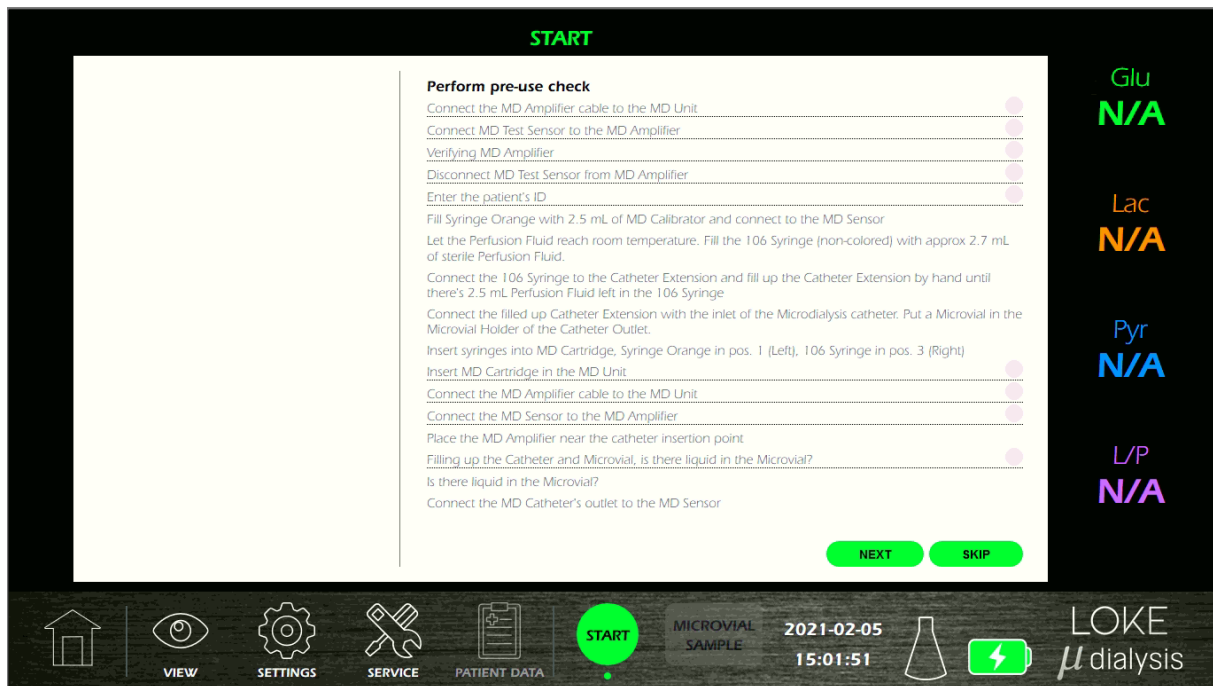 START
Perform pre-use check
Connect the MD Amplifier cable to the MD Unit
Connect MD Test Sensor to the MD Amplifier
Verifying MD Amplifier
Disconnect MD Test Sensor from MD Amplifier
Enter the patient's ID
Fill Syringe Orange with 2.5 mL of MD Calibrator and connect to the MD Sensor
Let the Perfusion Fluid reach room temperature. Fill the 106 Syringe (non-colored) with approx 2.7 mL
of sterile Perfusion Fluid.
Connect the 106 Syringe to the Catheter Extension and fill up the Catheter Extension by hand until
there's 2.5 mL Perfusion Fluid left in the 106 Syringe
Connect the filled up Catheter Extension with the inlet of the Microdialysis catheter. Put a Microvial in the
Microvial Holder of the Catheter Outlet.
Insert syringes into MD Cartridge, Syringe Orange in pos. 1 (Left), 106 Syringe in pos. 3 (Right)
Insert MD Cartridge in the MD Unit
Connect the MD Amplifier cable to the MD Unit
Connect the MD Sensor to the MD Amplifier
Place the MD Amplifier near the catheter insertion point
Filling up the Catheter and Microvial, is there liquid in the Microvial?
Is there liquid in the Microvial?
Connect the MD Catheter's outlet to the MD Sensor
NEXT
SKIP
Glu
N/A
Lac
N/A
Pyr
N/A
L/P
N/A
VIEW
SETTINGS
SERVICE
PATIENT DATA
START
MICROVIAL
SAMPLE
2021-02-05
15:01:51
LOKE
µ dialysis